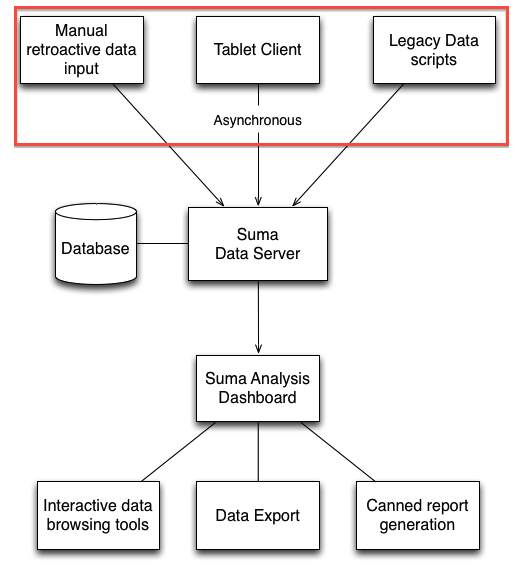 Manual
retroactive data
input
Tablet Client
Legacy Data
scripts
Asynchronous
Database
Suma
Data Server
Suma Analysis
Dashboard
Interactive data
browsing tools
Data Export
Canned report
generation